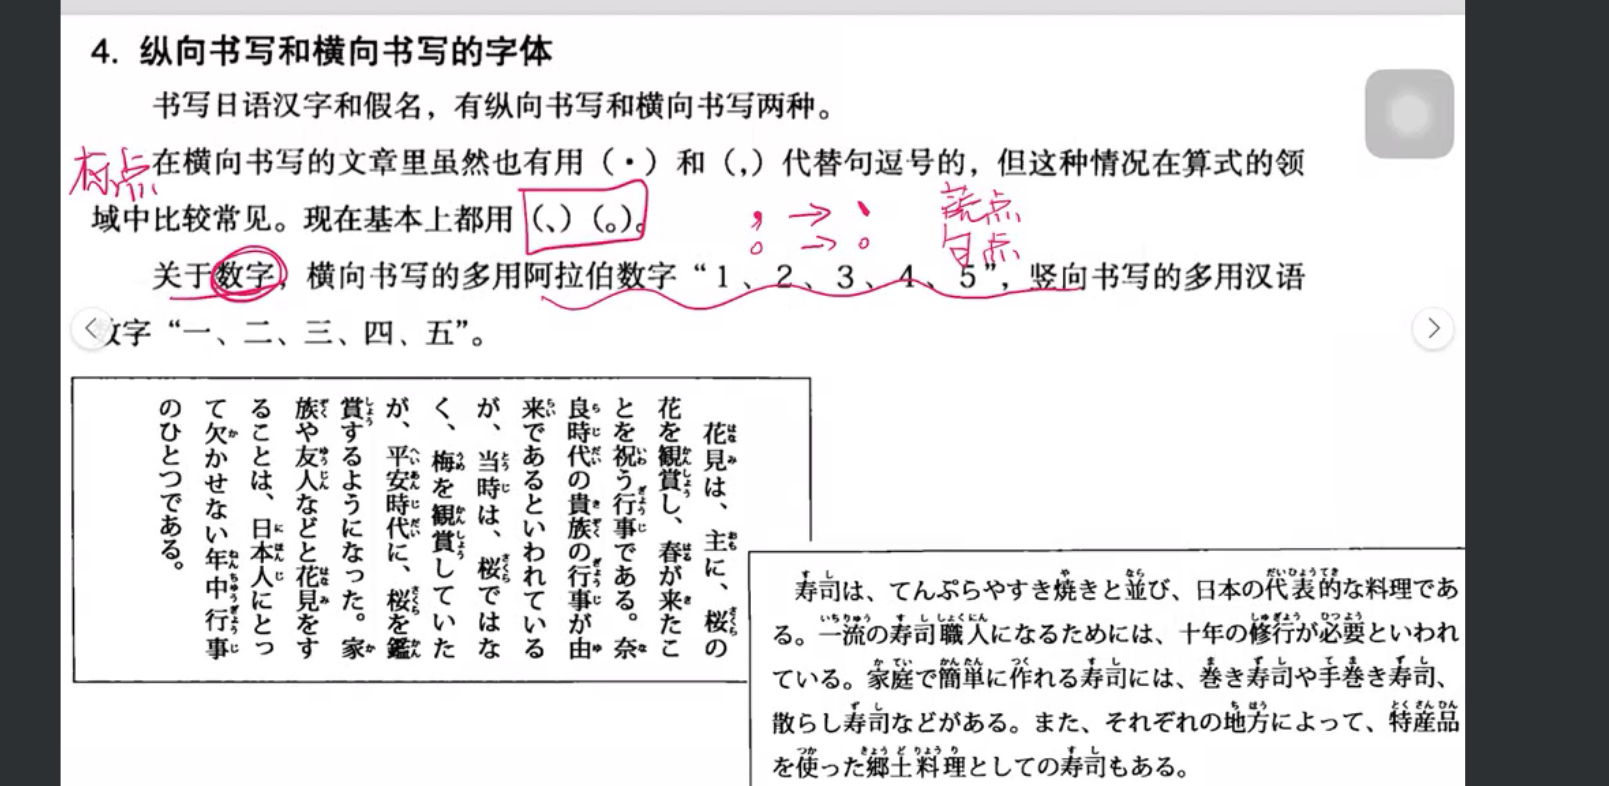 4. 纵向书写和横向书写的字体
书写日语汉字和假名，有纵向书写和横向书写两种。
标点
在横向书写的文章里虽然也有用（・）和（，）代替句逗号的，但这种情况在算式的领
域中比较常见。现在基本上都用（、）（。）。
， → 、 読点
。 → 。 句点
关于数字，横向书写的多用阿拉伯数字“1、2、3、4、5”，竖向书写的多用汉语
数字“一、二、三、四、五”。
花見は、主に、桜の
花を観賞し、春が来たこ
とを祝う行事である。奈
良時代の貴族の行事が由
来であるといわれている
が、当時は、桜ではな
く、梅を観賞していた
が、平安時代に、桜を鑑
賞するようになった。家
族や友人などと花見をす
ることは、日本人にとっ
て欠かせない年中行事
のひとつである。
寿司は、てんぷらやすき焼きと並び、日本の代表的な料理であ
る。一流の寿司職人になるためには、十年の修行が必要といわれ
ている。家庭で簡単に作れる寿司には、巻き寿司や手巻き寿司、
散らし寿司などがある。また、それぞれの地方によって、特産品
を使った郷土料理としての寿司もある。